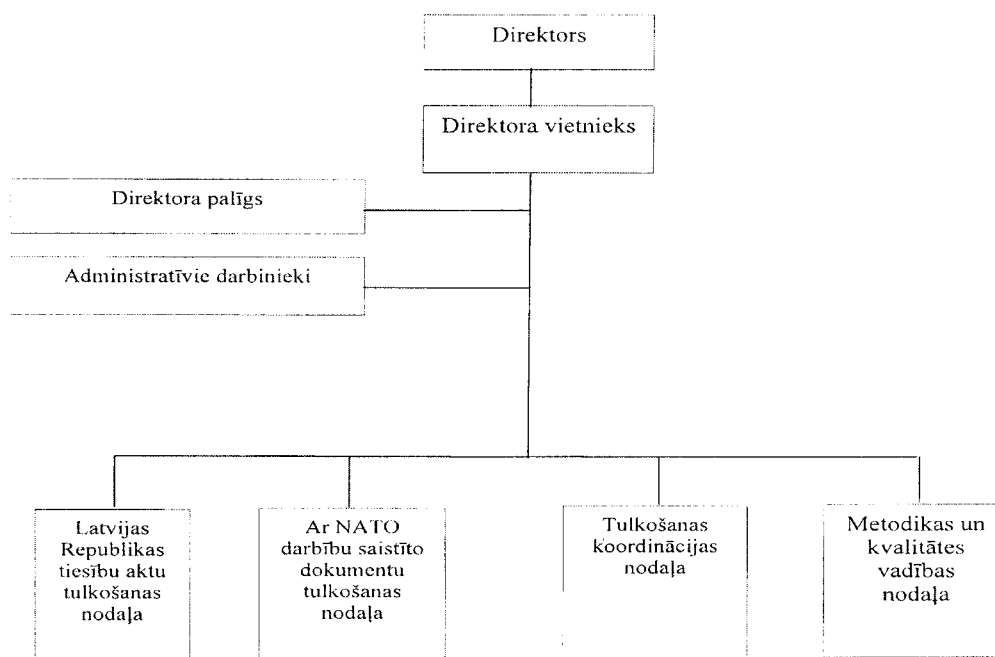 Direktors
Direktora vietnieks
Direktora palīgs
Administratīvie darbinieki
Latvijas
Republikas
tiesību aktu
tulkošanas
nodaļa
Ar NATO
darbību saistīto
dokumentu
tulkošanas
nodaļa
Tulkošanas
koordinācijas
nodaļa
Metodikas un
kvalitātes
vadības
nodaļa